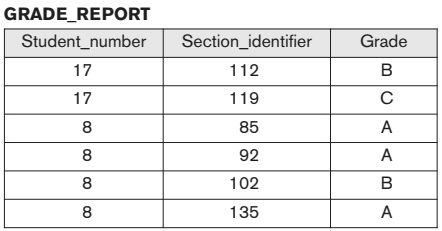 GRADE_REPORT
Student_number Section_identifier Grade
17 112 B
17 119 C
8 85 A
8 92 A
8 102 B
8 135 A